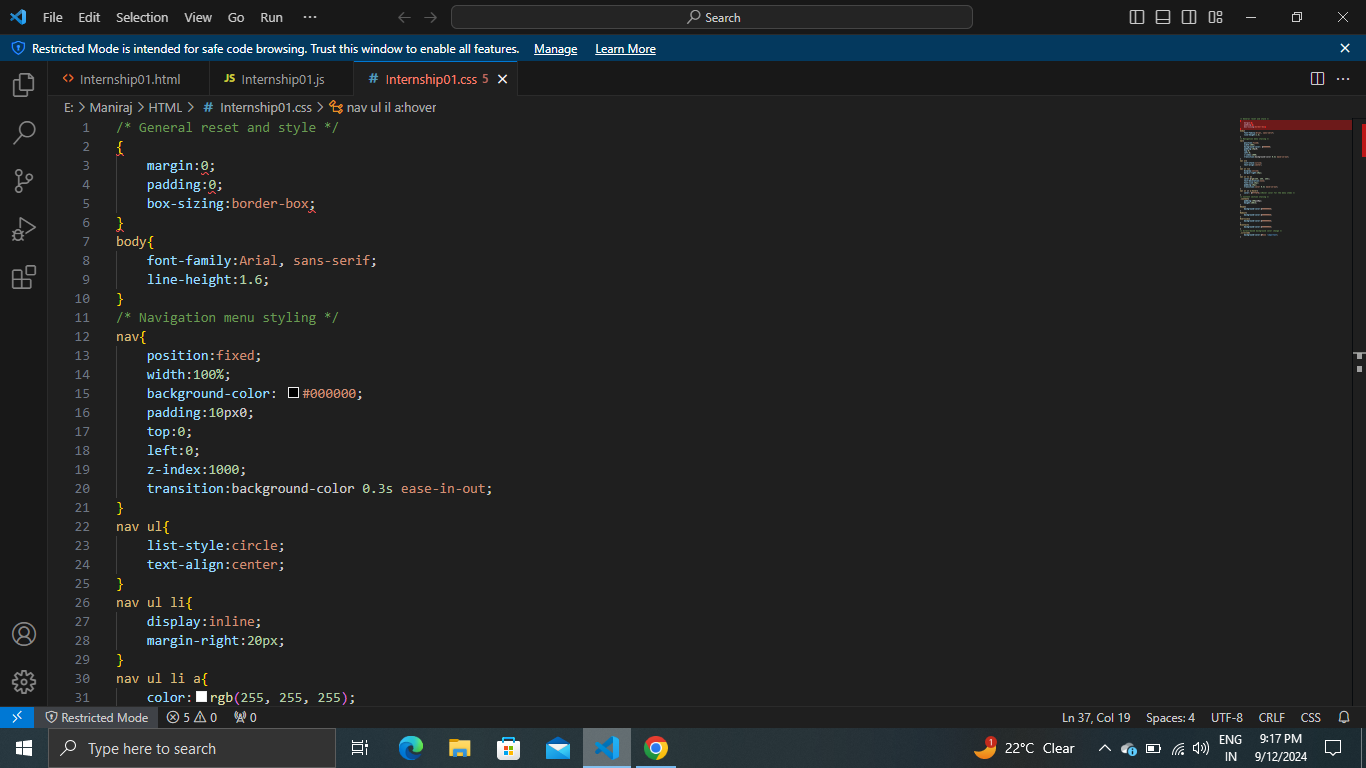 File Edit Selection View Go Run ··· Search
Restricted Mode is intended for safe code browsing. Trust this window to enable all features. Manage Learn More
Internship01.html JS Internship01.js # Internship01.css 5
E: > Maniraj > HTML > # Internship01.css > nav ul il a:hover
1 /* General reset and style */
2 {
3 margin:0;
4 padding:0;
5 box-sizing:border-box;
6 }
7 body{
8 font-family:Arial, sans-serif;
9 line-height:1.6;
10 }
11 /* Navigation menu styling */
12 nav{
13 position:fixed;
14 width:100%;
15 background-color: #000000;
16 padding:10px0;
17 top:0;
18 left:0;
19 z-index:1000;
20 transition:background-color 0.3s ease-in-out;
21 }
22 nav ul{
23 list-style:circle;
24 text-align:center;
25 }
26 nav ul li{
27 display:inline;
28 margin-right:20px;
29 }
30 nav ul li a{
31 color: rgb(255, 255, 255);
Restricted Mode 5 0 0 Ln 37, Col 19 Spaces: 4 UTF-8 CRLF CSS
Type here to search 1 22°C Clear ENG IN 9:17 PM 9/12/2024